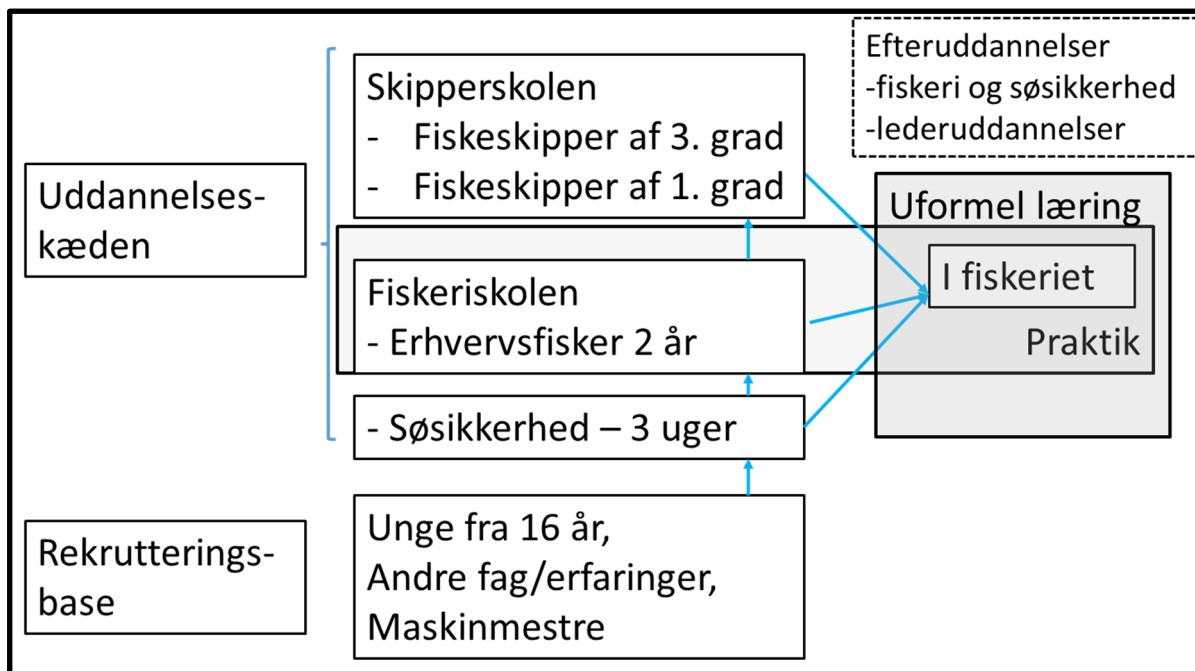 Efteruddannelser
-fiskeri og søsikkerhed
-lederuddannelser
Skipperskolen
- Fiskeskipper af 3. grad
- Fiskeskipper af 1. grad
Uddannelses-
kæden
Uformel læring
I fiskeriet
Praktik
Fiskeriskolen
- Erhvervsfisker 2 år
- Søsikkerhed – 3 uger
Rekrutterings-
base
Unge fra 16 år,
Andre fag/erfaringer,
Maskinmestre